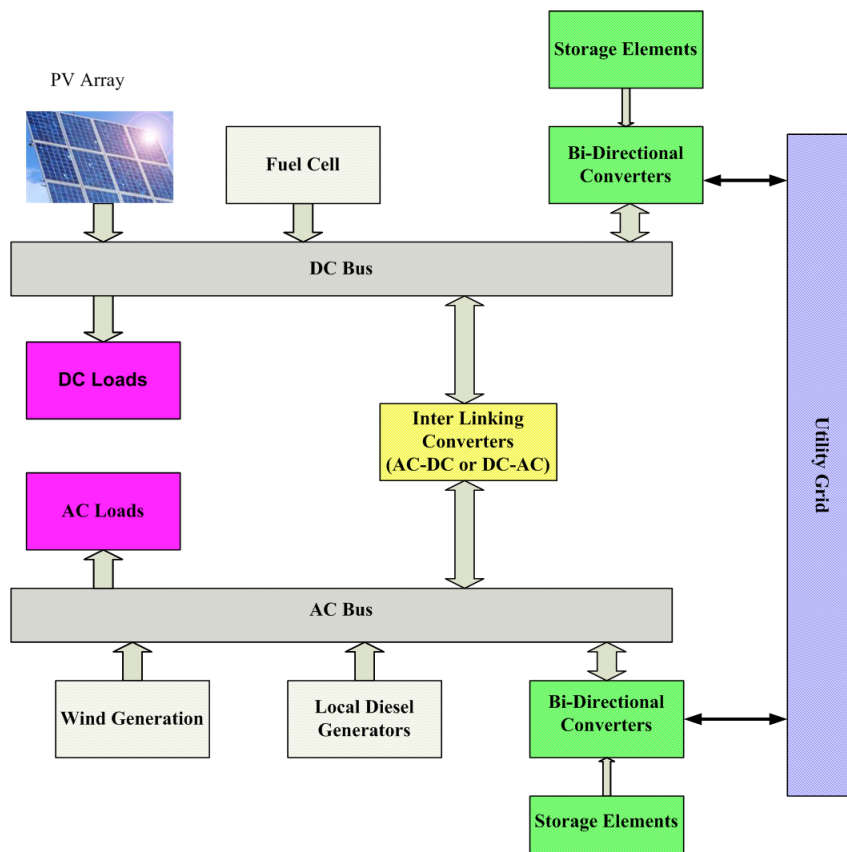 Storage Elements
PV Array
Fuel Cell
Bi-Directional
Converters
DC Bus
DC Loads
Inter Linking
Converters
(AC-DC or DC-AC)
Utility Grid
AC Loads
AC Bus
Wind Generation
Local Diesel
Generators
Bi-Directional
Converters
Storage Elements